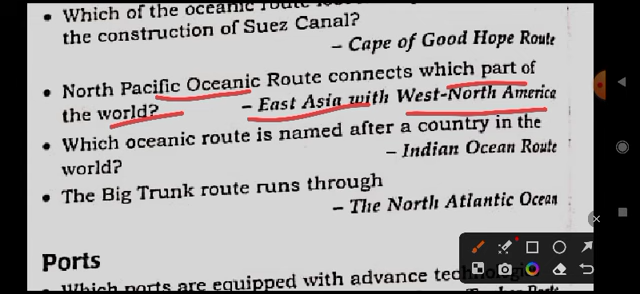 • Which of the oceanic route
the construction of Suez Canal?
– Cape of Good Hope Route
• North Pacific Oceanic Route connects which part of
the world? – East Asia with West-North America
• Which oceanic route is named after a country in the
world? – Indian Ocean Route
• The Big Trunk route runs through
– The North Atlantic Ocean
Ports
• Which ports are equipped with advance